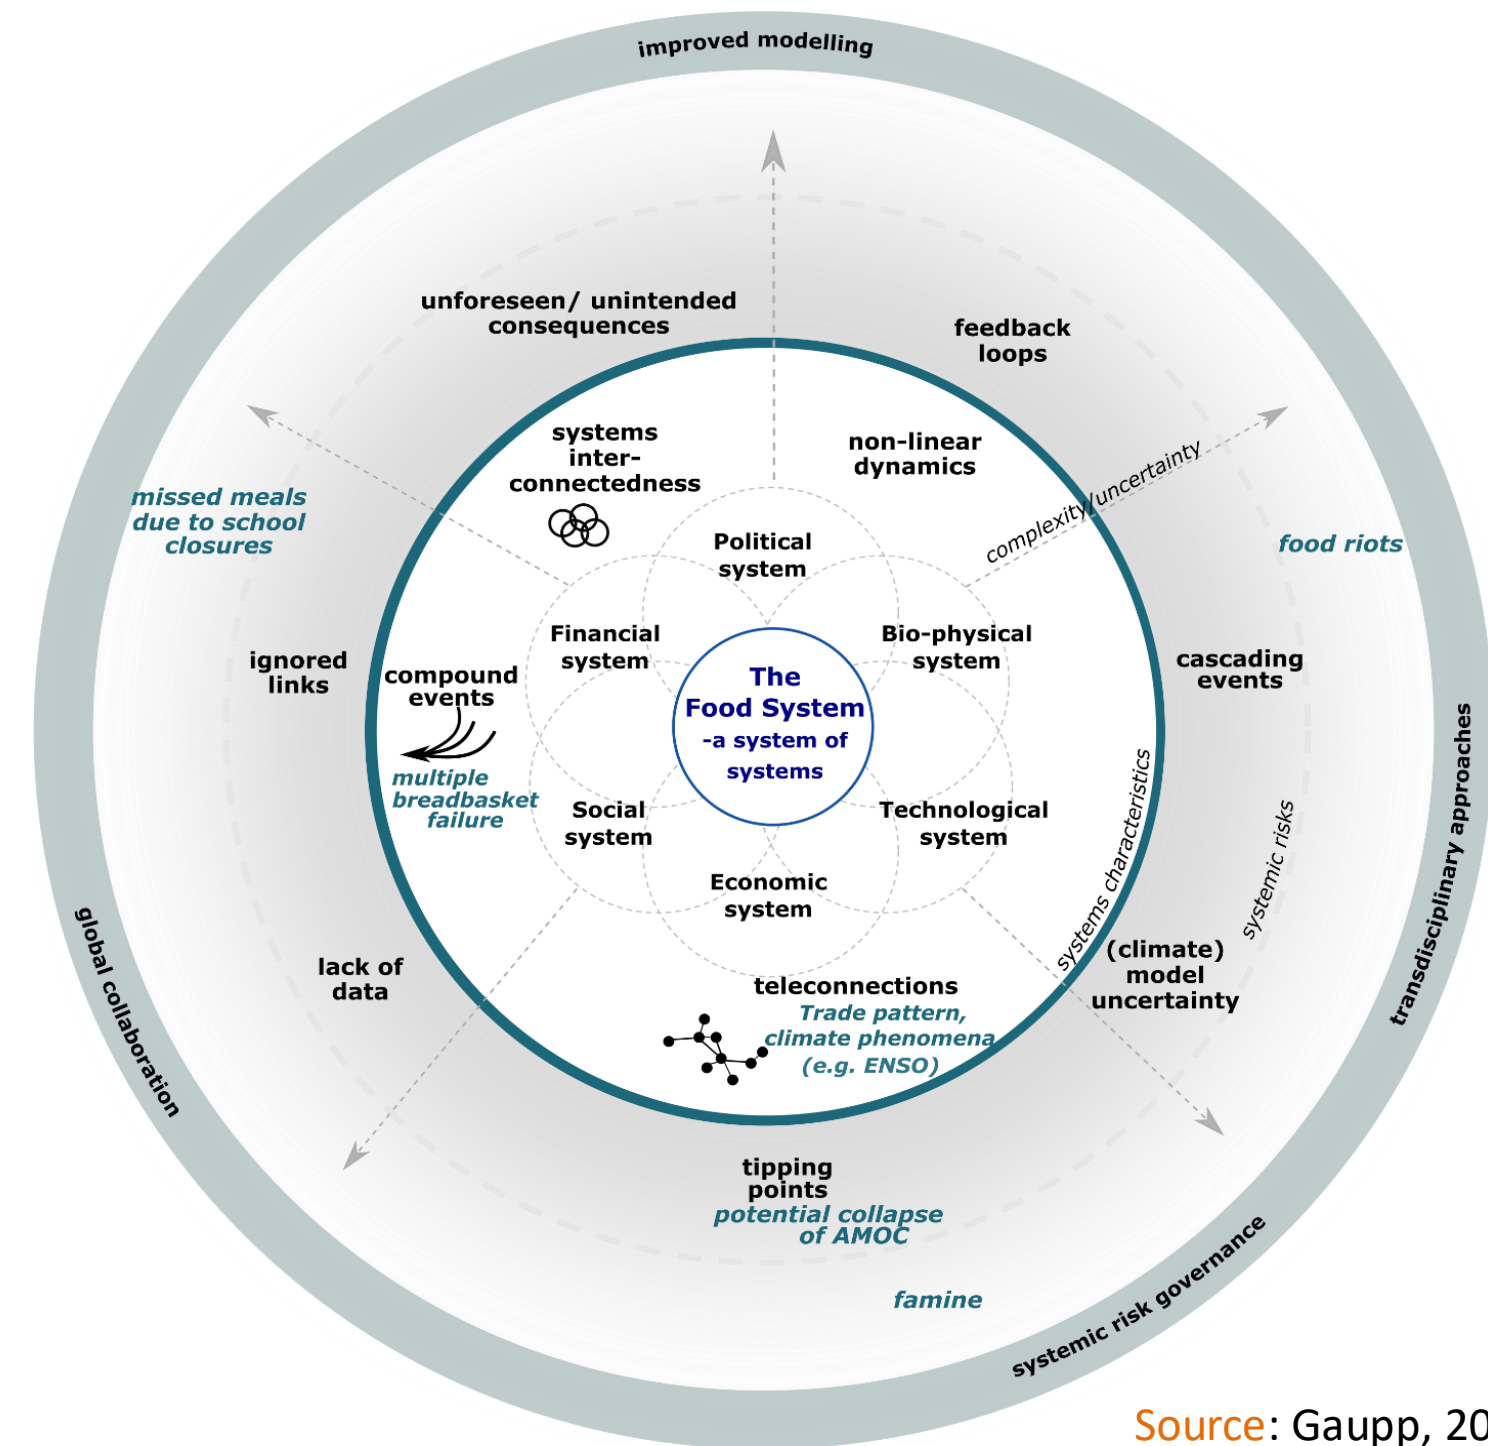 improved modelling
unforeseen/ unintended
consequences
feedback
loops
systems
inter-
connectedness
non-linear
dynamics
complexity/uncertainty
missed meals
due to school
closures
food riots
Political
system
Financial
system
Bio-physical
system
ignored
links
compound
events
multiple
breadbasket
failure
The
Food System
-a system of
systems
cascading
events
Social
system
Technological
system
Economic
system
systems characteristics
systemic risks
transdisciplinary approaches
global collaboration
lack of
data
teleconnections
Trade pattern,
climate phenomena
(e.g. ENSO)
(climate)
model
uncertainty
tipping
points
potential collapse
of AMOC
famine
systemic risk governance
Source: Gaupp, 20